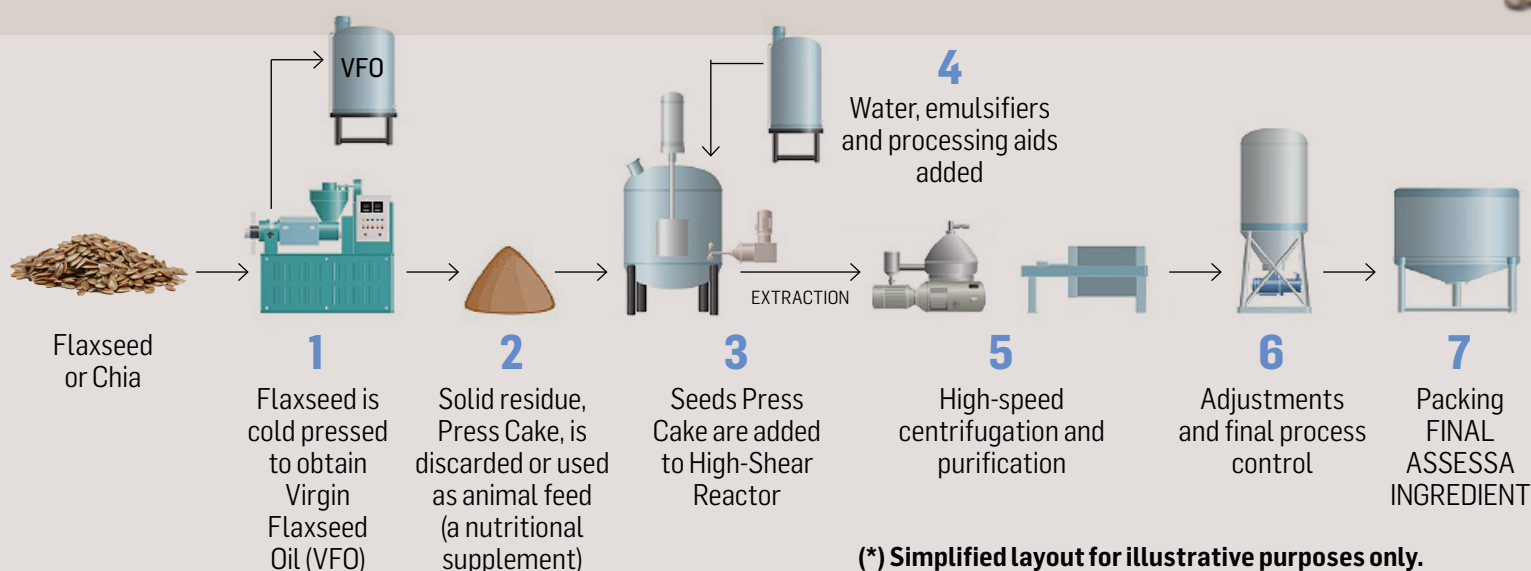 VFO
4
Water, emulsifiers
and processing aids
added
EXTRACTION
Flaxseed
or Chia
1
Flaxseed is
cold pressed
to obtain
Virgin
Flaxseed
Oil (VFO)
2
Solid residue,
Press Cake, is
discarded or used
as animal feed
(a nutritional
supplement)
3
Seeds Press
Cake are added
to High-Shear
Reactor
5
High-speed
centrifugation and
purification
6
Adjustments
and final process
control
7
Packing
FINAL
ASSESSA
INGREDIENT
(*) Simplified layout for illustrative purposes only.